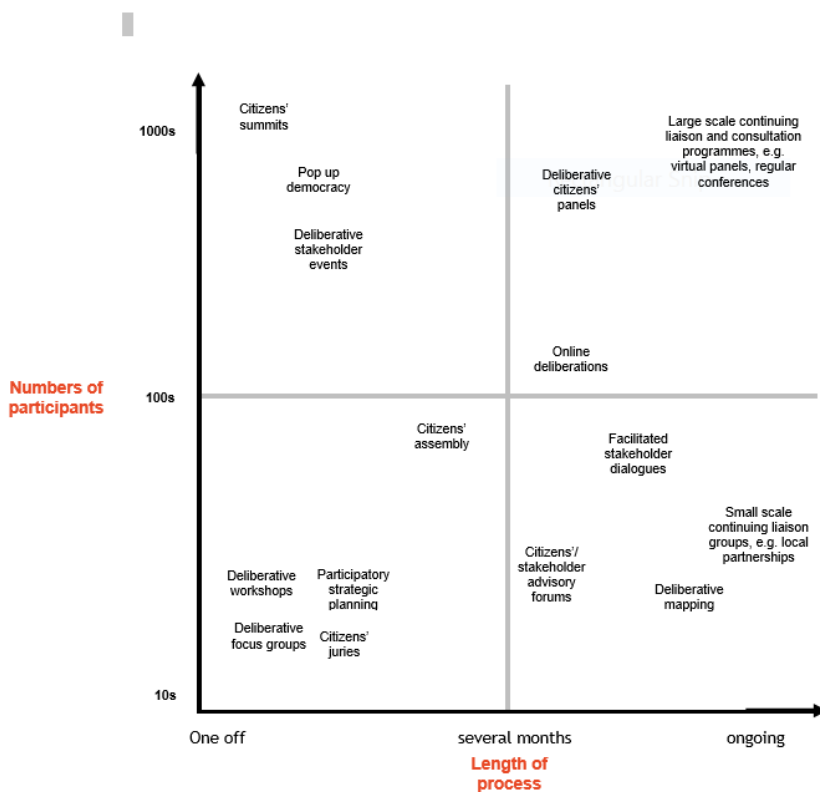 Citizens'
summits
1000s
Large scale continuing
liaison and consultation
programmes, e.g.
virtual panels, regular
conferences
Pop up
democracy
Deliberative
citizens'
panels
Deliberative
stakeholder
events
Online
deliberations
Numbers of
participants
100s
Citizens'
assembly
Facilitated
stakeholder
dialogues
Small scale
continuing liaison
groups, e.g. local
partnerships
Citizens'/
stakeholder
advisory
forums
Deliberative
workshops
Participatory
strategic
planning
Deliberative
mapping
Deliberative
focus groups
Citizens'
juries
10s
One off
several months
ongoing
Length of
process